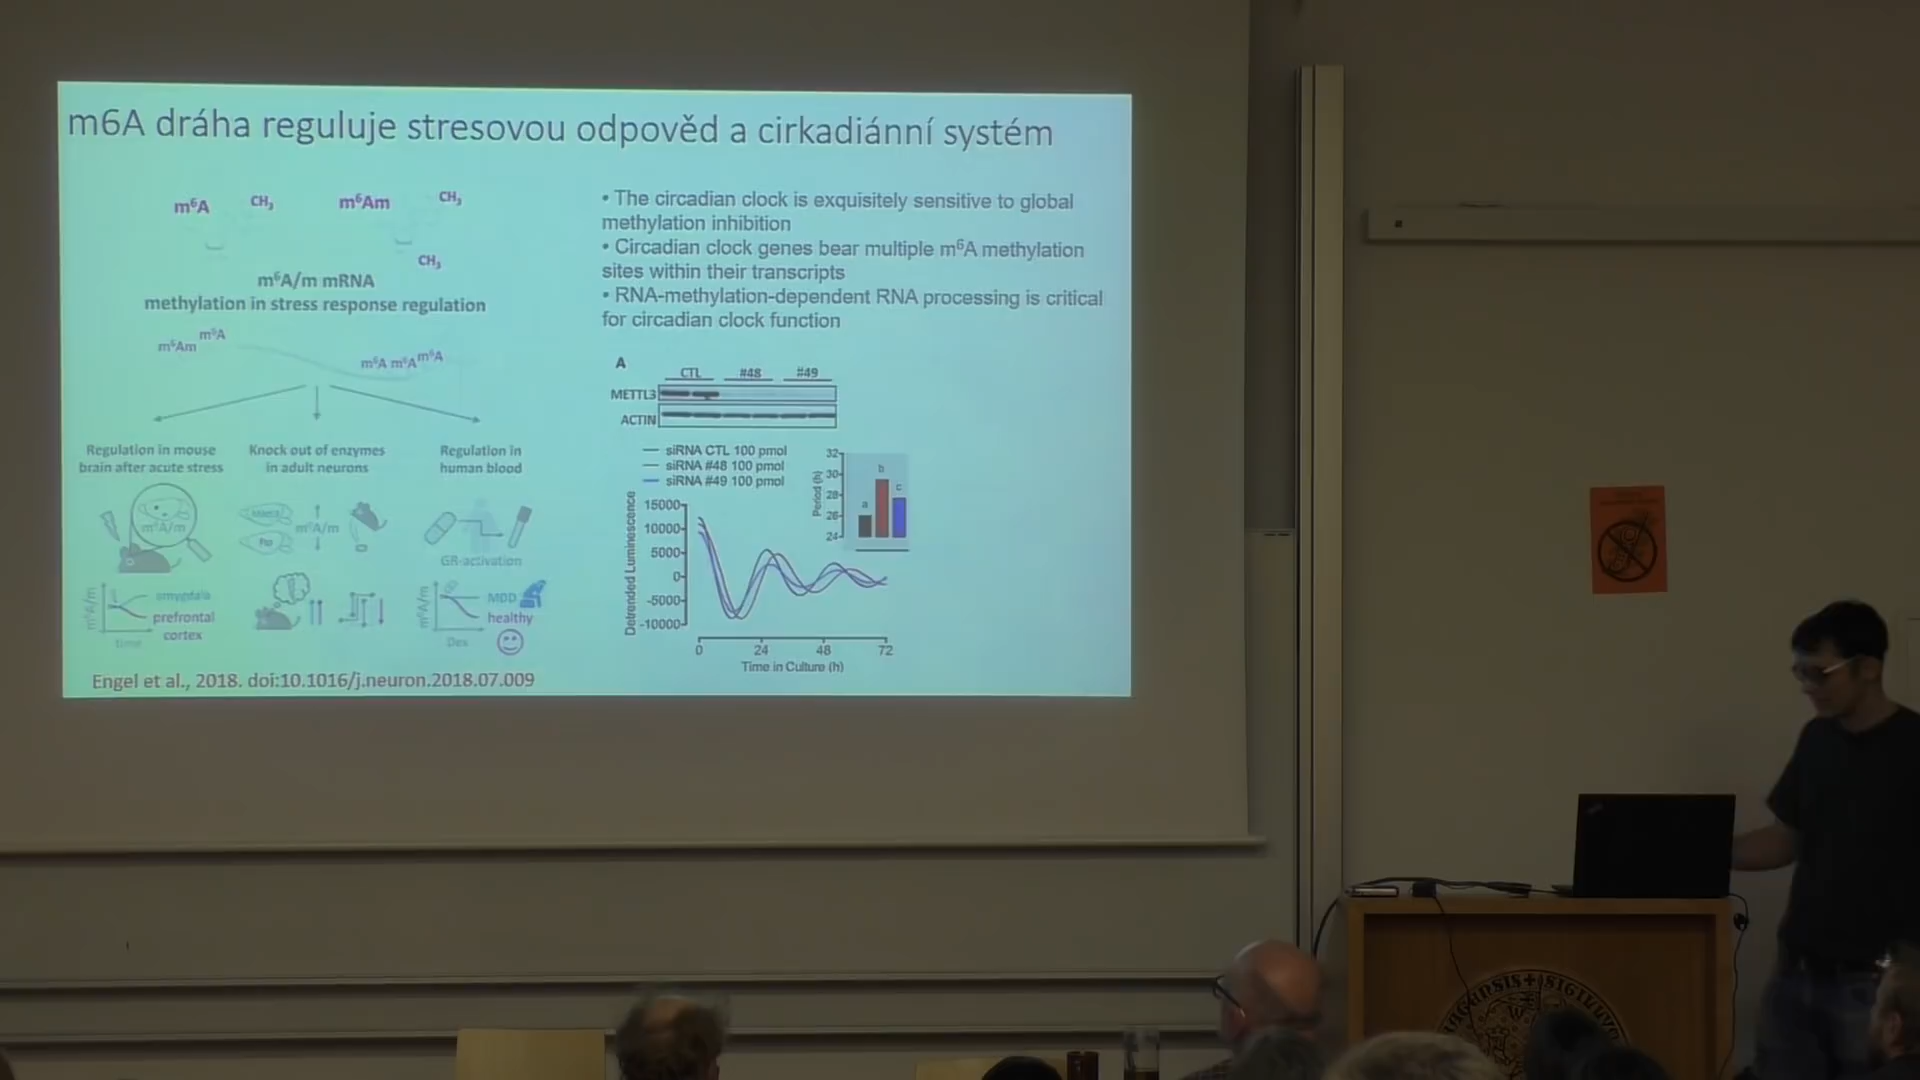 m6A dráha reguluje stresovou odpověd a cirkadiánní systém
m⁶A CH₃ m⁶Am CH₃
CH₃
m⁶A/m mRNA
methylation in stress response regulation
m⁶Am m⁶A
m⁶A m⁶A m⁶A
Regulation in mouse
brain after acute stress
Knock out of enzymes
in adult neurons
Regulation in
human blood
m⁶A/m
Mettl3
Fto
m⁶A/m
GR-activation
m⁶A/m
amygdala
prefrontal
cortex
time
m⁶A/m
MDD
healthy
Dex
Engel et al., 2018. doi:10.1016/j.neuron.2018.07.009
• The circadian clock is exquisitely sensitive to global
methylation inhibition
• Circadian clock genes bear multiple m⁶A methylation
sites within their transcripts
• RNA-methylation-dependent RNA processing is critical
for circadian clock function
A
CTL #48 #49
METTL3
ACTIN
siRNA CTL 100 pmol
siRNA #48 100 pmol
siRNA #49 100 pmol
Period (h)
32
30
28
26
24
a b c
Detrended Luminescence
15000
10000
5000
0
-5000
-10000
0 24 48 72
Time in Culture (h)